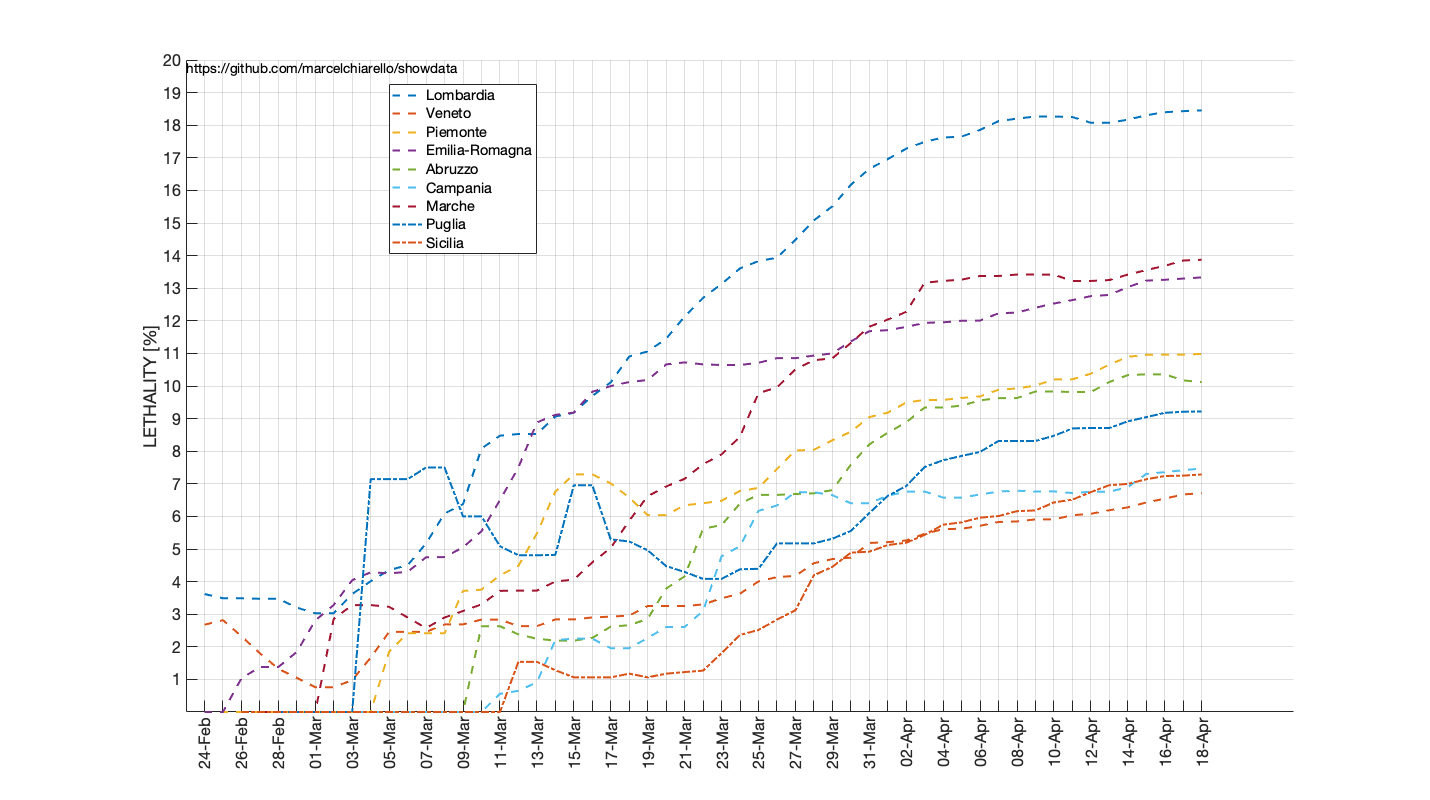 https://github.com/marcelchiarello/showdata
Lombardia
Veneto
Piemonte
Emilia-Romagna
Abruzzo
Campania
Marche
Puglia
Sicilia
LETHALITY [%]
20
19
18
17
16
15
14
13
12
11
10
9
8
7
6
5
4
3
2
1
24-Feb
26-Feb
28-Feb
01-Mar
03-Mar
05-Mar
07-Mar
09-Mar
11-Mar
13-Mar
15-Mar
17-Mar
19-Mar
21-Mar
23-Mar
25-Mar
27-Mar
29-Mar
31-Mar
02-Apr
04-Apr
06-Apr
08-Apr
10-Apr
12-Apr
14-Apr
16-Apr
18-Apr